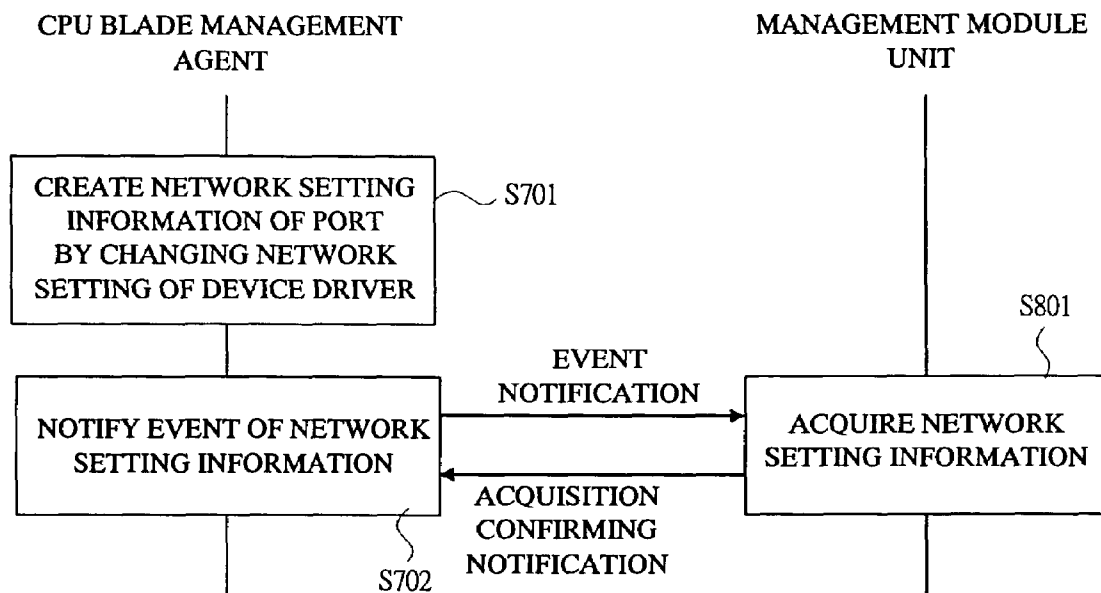 CPU BLADE MANAGEMENT
AGENT
MANAGEMENT MODULE
UNIT
CREATE NETWORK SETTING
INFORMATION OF PORT
BY CHANGING NETWORK
SETTING OF DEVICE DRIVER
S701
S801
EVENT
NOTIFICATION
NOTIFY EVENT OF NETWORK
SETTING INFORMATION
ACQUIRE NETWORK
SETTING INFORMATION
ACQUISITION
CONFIRMING
NOTIFICATION
S702